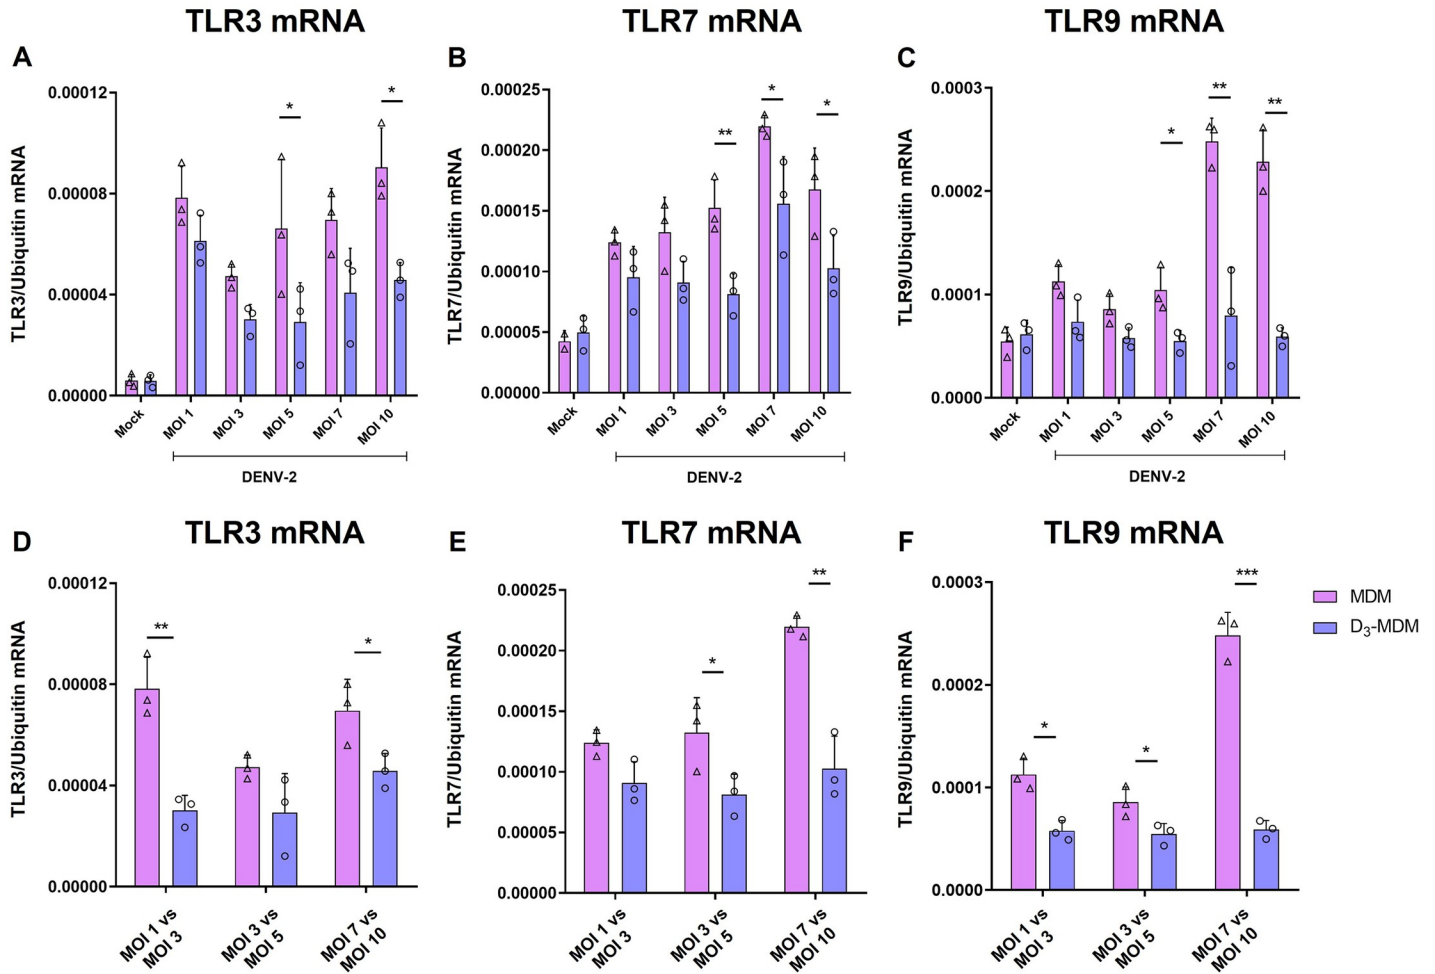 TLR3 mRNA
TLR7 mRNA
TLR9 mRNA
A
TLR3/Ubiquitin mRNA
0.00012
0.00008
0.00004
0.00000
*
*
Mock
MOI 1
MOI 3
MOI 5
MOI 7
MOI 10
DENV-2
B
TLR7/Ubiquitin mRNA
0.00025
0.00020
0.00015
0.00010
0.00005
0.00000
**
*
*
Mock
MOI 1
MOI 3
MOI 5
MOI 7
MOI 10
DENV-2
C
TLR9/Ubiquitin mRNA
0.0003
0.0002
0.0001
0.0000
*
**
**
Mock
MOI 1
MOI 3
MOI 5
MOI 7
MOI 10
DENV-2
TLR3 mRNA
TLR7 mRNA
TLR9 mRNA
D
TLR3/Ubiquitin mRNA
0.00012
0.00008
0.00004
0.00000
**
*
MOI 1 vs
MOI 3
MOI 3 vs
MOI 5
MOI 7 vs
MOI 10
E
TLR7/Ubiquitin mRNA
0.00025
0.00020
0.00015
0.00010
0.00005
0.00000
*
**
MOI 1 vs
MOI 3
MOI 3 vs
MOI 5
MOI 7 vs
MOI 10
F
TLR9/Ubiquitin mRNA
0.0003
0.0002
0.0001
0.0000
*
*
***
MOI 1 vs
MOI 3
MOI 3 vs
MOI 5
MOI 7 vs
MOI 10
MDM
D₃-MDM